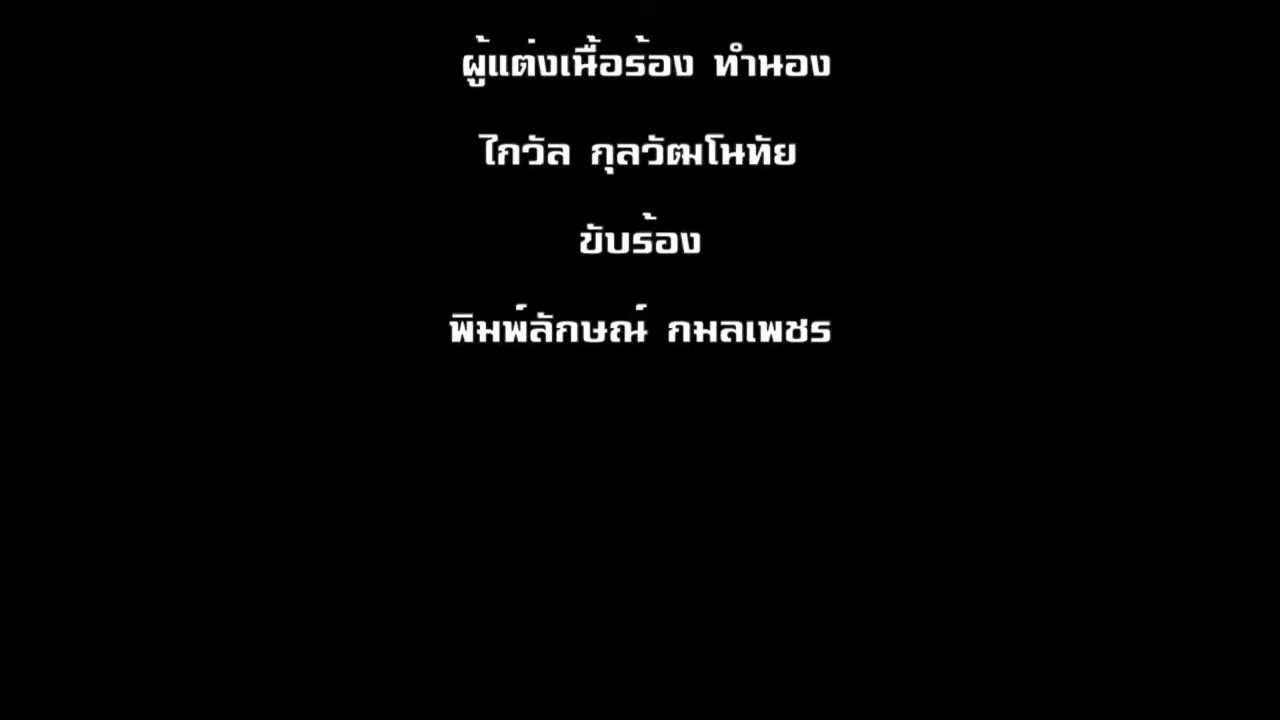 ผู้แต่งเนื้อร้อง ทำนอง
ไกวัล กุลวัฒโนทัย
ขับร้อง
พิมพ์ลักษณ์ กมลเพชร